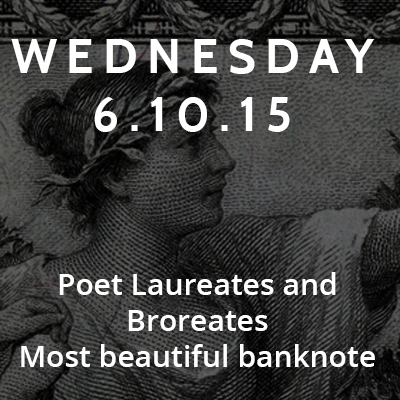 WEDNESDAY
6.10.15
Poet Laureates and
Broreates
Most beautiful banknote